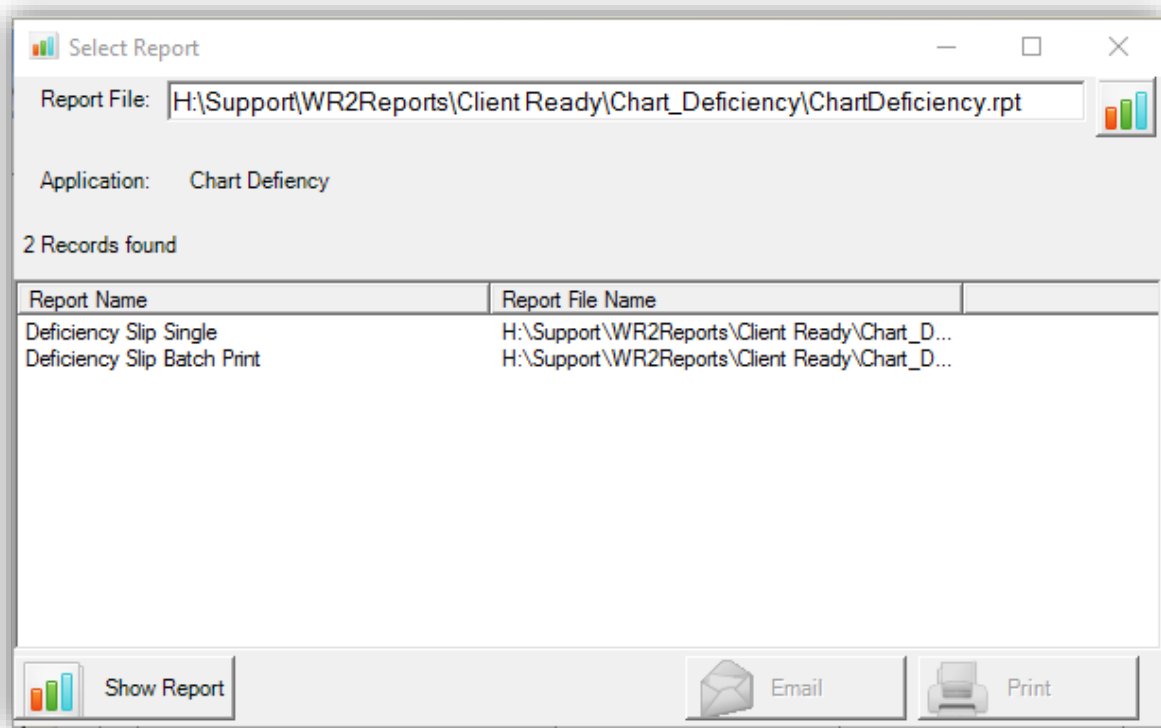 Select Report
Report File: H:\Support\WR2Reports\Client Ready\Chart_Deficiency\ChartDeficiency.rpt
Application: Chart Defiency
2 Records found
Report Name Report File Name
Deficiency Slip Single H:\Support\WR2Reports\Client Ready\Chart_D...
Deficiency Slip Batch Print H:\Support\WR2Reports\Client Ready\Chart_D...
Show Report Email Print